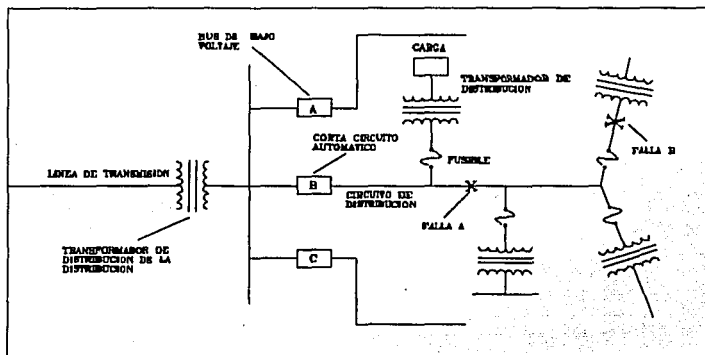 BUS DE BAJO
VOLTAJE
CARGA
TRANSFORMADOR DE
DISTRIBUCION
A
CORTA CIRCUITO
AUTOMATICO
FUSIBLE
FALLA B
LINEA DE TRANSMISION
B
CIRCUITO DE
DISTRIBUCION
FALLA A
TRANSFORMADOR DE
DISTRIBUCION DE LA
DISTRIBUCION
C